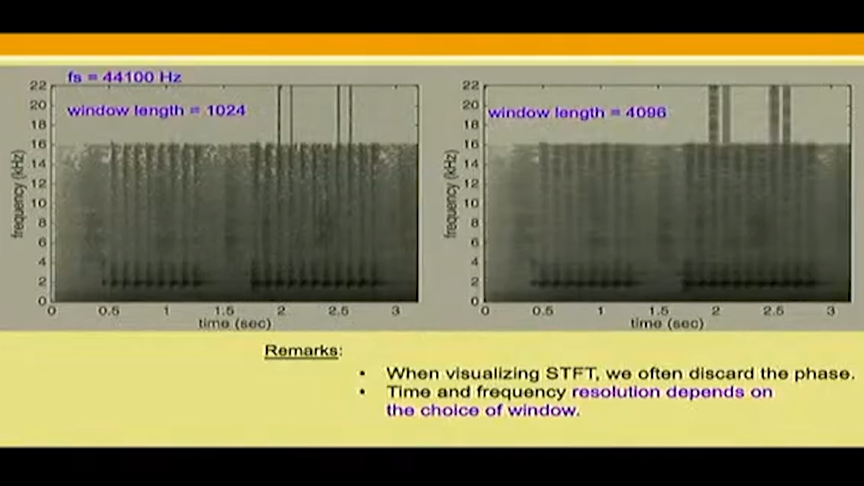 fs = 44100 Hz
window length = 1024
22
20
18
16
14
12
10
8
6
4
2
0
frequency (kHz)
0 0.5 1 1.5 2 2.5 3
time (sec)
window length = 4096
22
20
18
16
14
12
10
8
6
4
2
0
frequency (kHz)
0 0.5 1 1.5 2 2.5 3
time (sec)
Remarks:
• When visualizing STFT, we often discard the phase.
• Time and frequency resolution depends on
the choice of window.